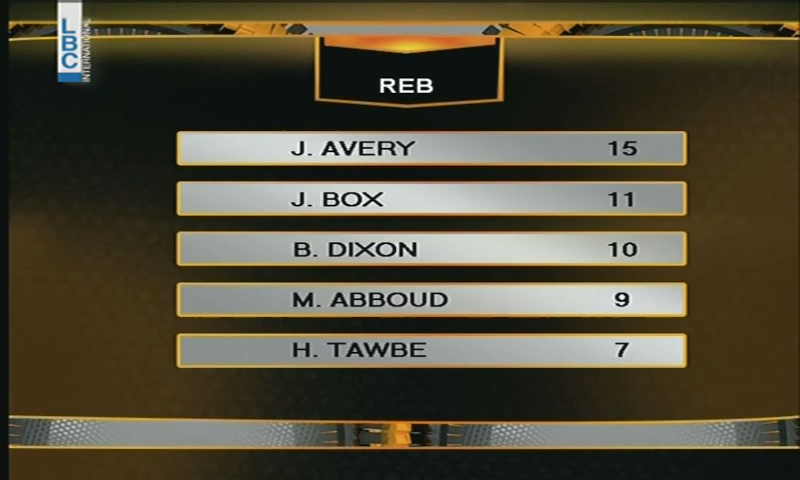 LBC
INTERNATIONAL
REB
J. AVERY 15
J. BOX 11
B. DIXON 10
M. ABBOUD 9
H. TAWBE 7